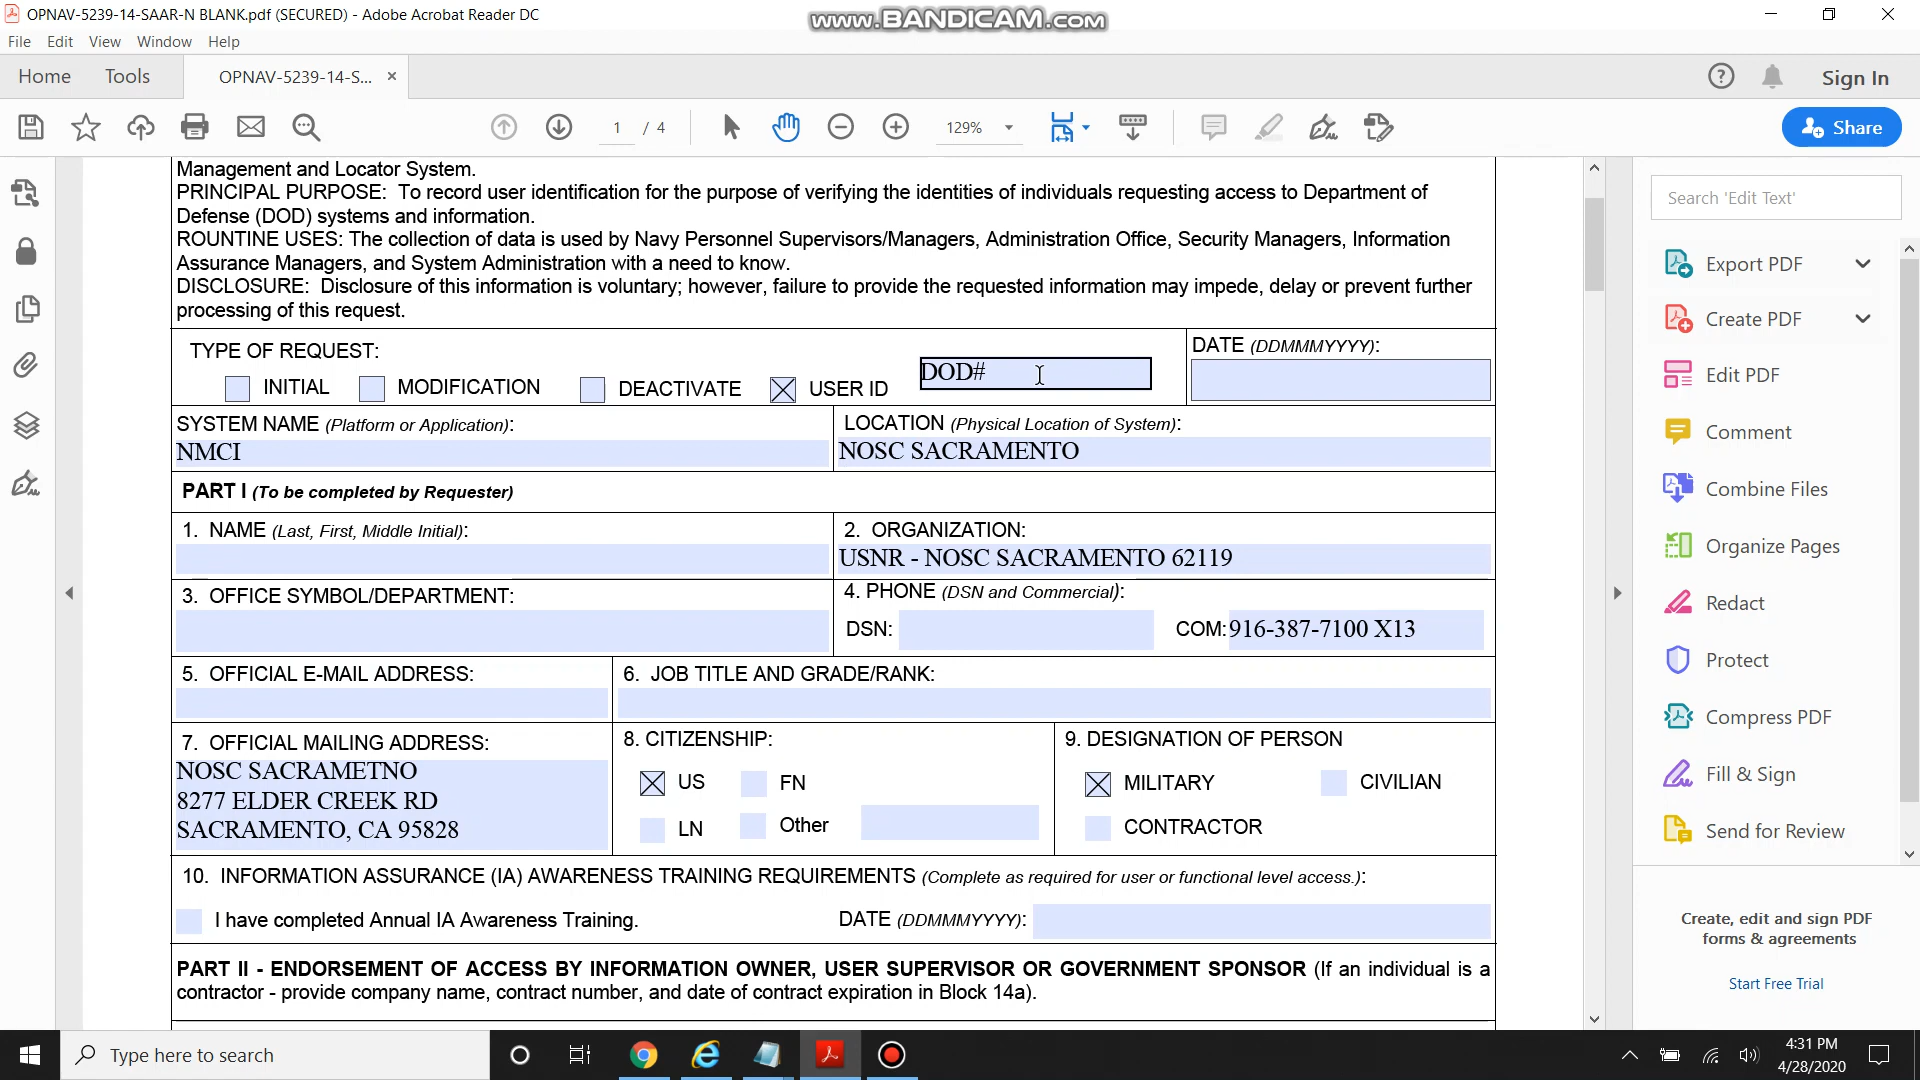 OPNAV-5239-14-SAAR-N BLANK.pdf (SECURED) - Adobe Acrobat Reader DC
www.BANDICAM.com
File Edit View Window Help
Home Tools OPNAV-5239-14-S... × Sign In
1 / 4 129% Share
Management and Locator System.
PRINCIPAL PURPOSE: To record user identification for the purpose of verifying the identities of individuals requesting access to Department of
Defense (DOD) systems and information.
ROUNTINE USES: The collection of data is used by Navy Personnel Supervisors/Managers, Administration Office, Security Managers, Information
Assurance Managers, and System Administration with a need to know.
DISCLOSURE: Disclosure of this information is voluntary; however, failure to provide the requested information may impede, delay or prevent further
processing of this request.
TYPE OF REQUEST: DATE (DDMMMYYYY):
INITIAL MODIFICATION DEACTIVATE USER ID DOD#
SYSTEM NAME (Platform or Application): LOCATION (Physical Location of System):
NMCI NOSC SACRAMENTO
PART I (To be completed by Requester)
1. NAME (Last, First, Middle Initial): 2. ORGANIZATION:
USNR - NOSC SACRAMENTO 62119
3. OFFICE SYMBOL/DEPARTMENT: 4. PHONE (DSN and Commercial):
DSN: COM: 916-387-7100 X13
5. OFFICIAL E-MAIL ADDRESS: 6. JOB TITLE AND GRADE/RANK:
7. OFFICIAL MAILING ADDRESS: 8. CITIZENSHIP: 9. DESIGNATION OF PERSON
NOSC SACRAMETNO
8277 ELDER CREEK RD
SACRAMENTO, CA 95828
US FN
LN Other
MILITARY CIVILIAN
CONTRACTOR
10. INFORMATION ASSURANCE (IA) AWARENESS TRAINING REQUIREMENTS (Complete as required for user or functional level access.):
I have completed Annual IA Awareness Training. DATE (DDMMMYYYY):
PART II - ENDORSEMENT OF ACCESS BY INFORMATION OWNER, USER SUPERVISOR OR GOVERNMENT SPONSOR (If an individual is a
contractor - provide company name, contract number, and date of contract expiration in Block 14a).
Search 'Edit Text'
Export PDF
Create PDF
Edit PDF
Comment
Combine Files
Organize Pages
Redact
Protect
Compress PDF
Fill & Sign
Send for Review
Create, edit and sign PDF
forms & agreements
Start Free Trial
Type here to search
4:31 PM
4/28/2020